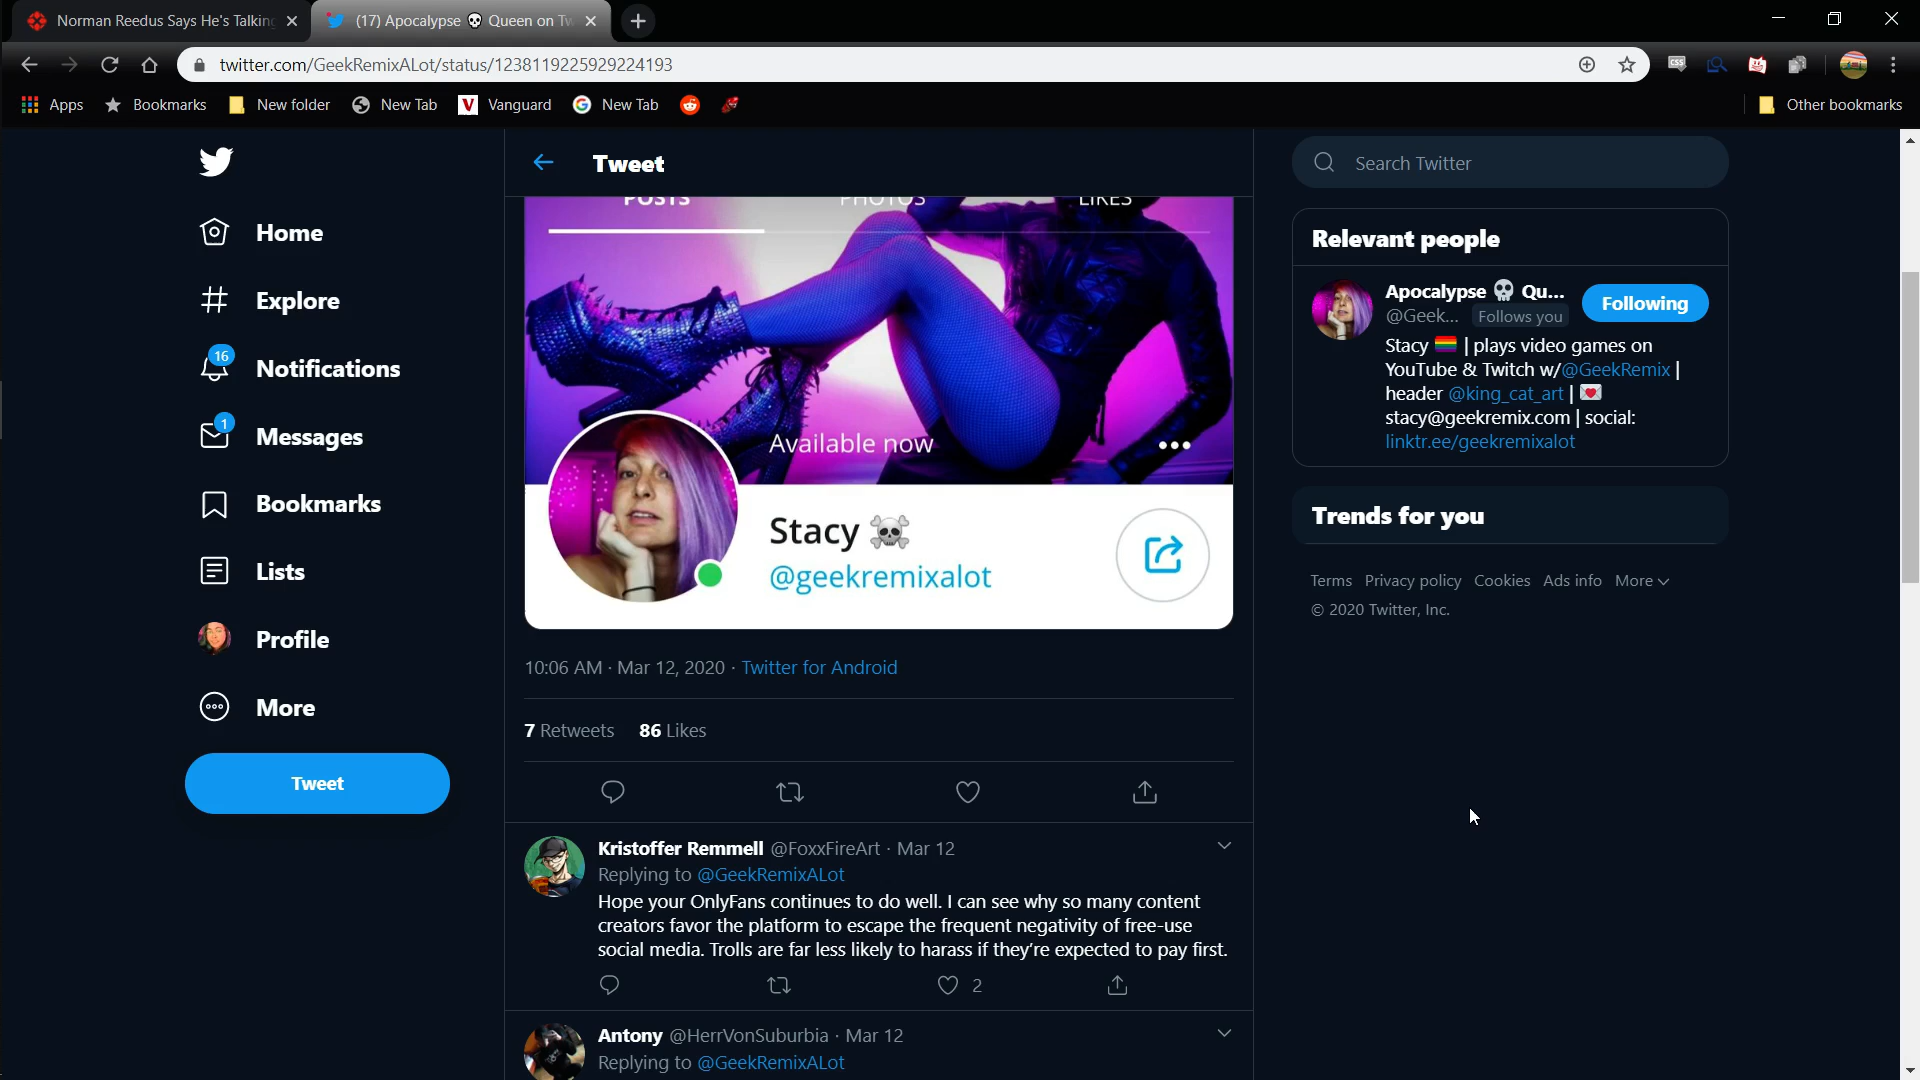 Norman Reedus Says He's Talkin
(17) Apocalypse 💀 Queen on Tw
twitter.com/GeekRemixALot/status/1238119225929224193
CSS
Apps
Bookmarks
New folder
New Tab
Vanguard
New Tab
Other bookmarks
Home
Explore
16
Notifications
1
Messages
Bookmarks
Lists
Profile
More
Tweet
Tweet
POSTS PHOTOS LIKES
Available now
Stacy ☠
@geekremixalot
10:06 AM · Mar 12, 2020 · Twitter for Android
7 Retweets 86 Likes
Kristoffer Remmell @FoxxFireArt · Mar 12
Replying to @GeekRemixALot
Hope your OnlyFans continues to do well. I can see why so many content
creators favor the platform to escape the frequent negativity of free-use
social media. Trolls are far less likely to harass if they're expected to pay first.
2
Antony @HerrVonSuburbia · Mar 12
Replying to @GeekRemixALot
Search Twitter
Relevant people
Apocalypse 💀 Qu...
@Geek... Follows you
Following
Stacy 🏳️‍🌈 | plays video games on
YouTube & Twitch w/@GeekRemix |
header @king_cat_art | 💌
stacy@geekremix.com | social:
linktr.ee/geekremixalot
Trends for you
Terms Privacy policy Cookies Ads info More
© 2020 Twitter, Inc.